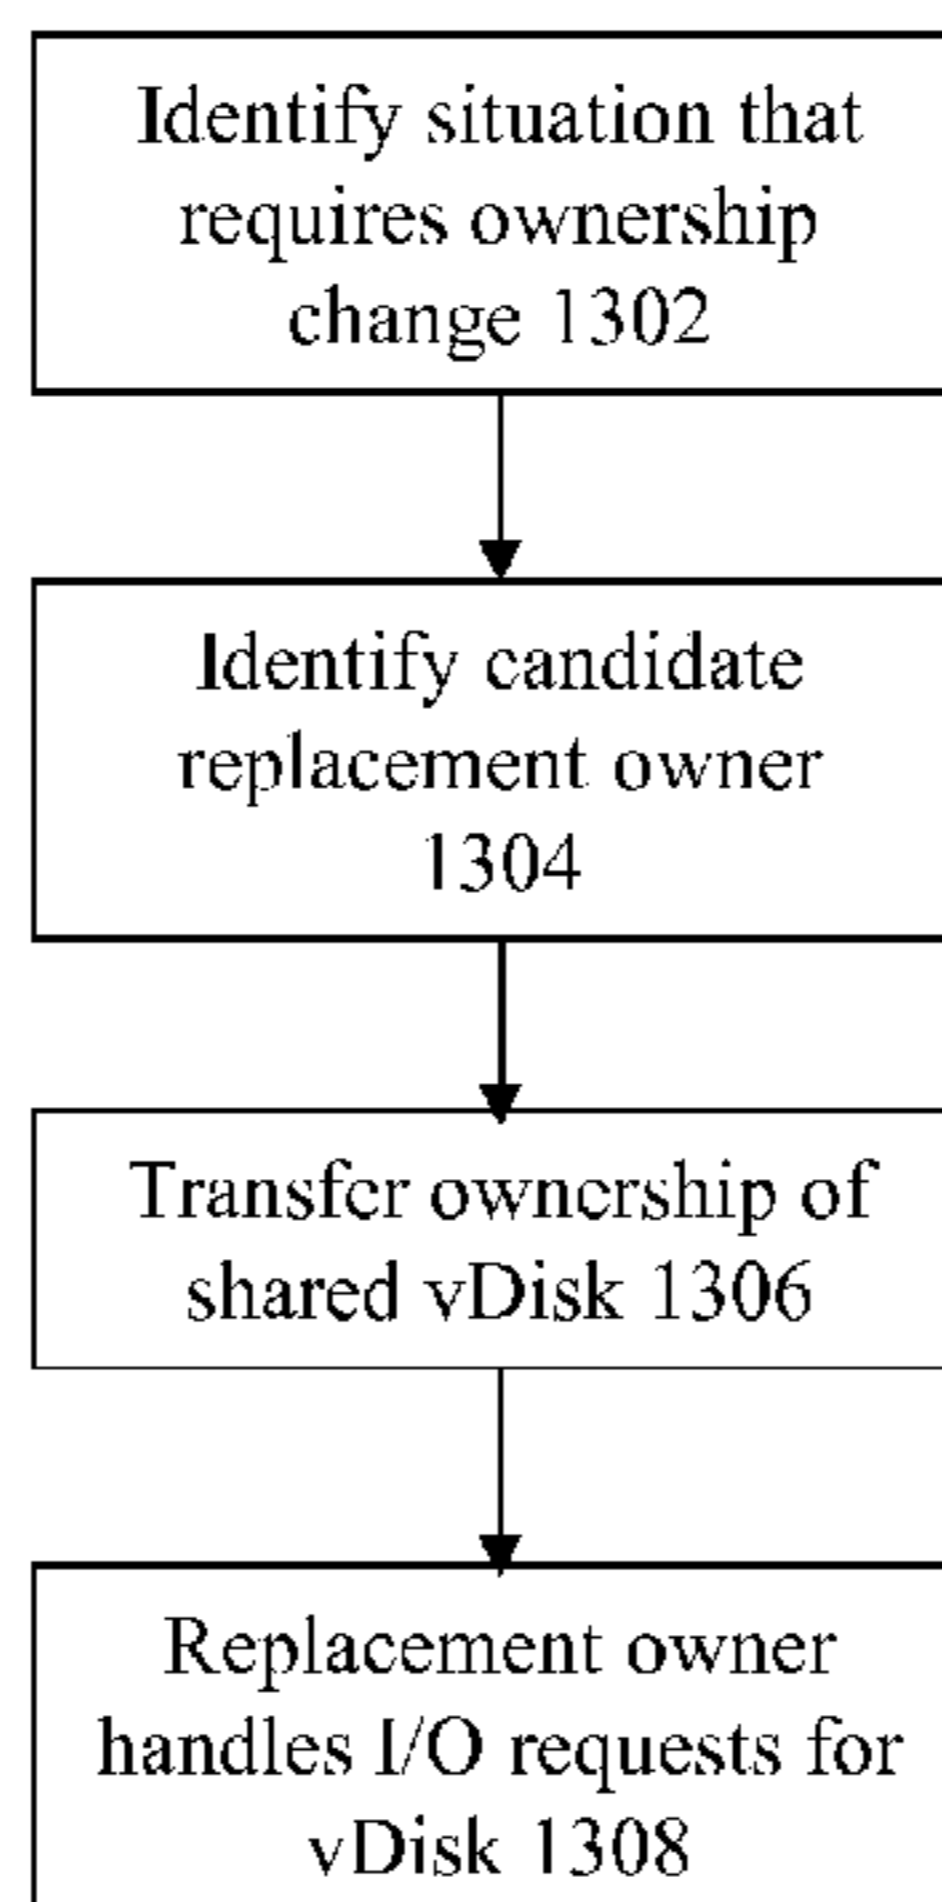 Identify situation that
requires ownership
change 1302
Identify candidate
replacement owner
1304
Transfer ownership of
shared vDisk 1306
Replacement owner
handles I/O requests for
vDisk 1308